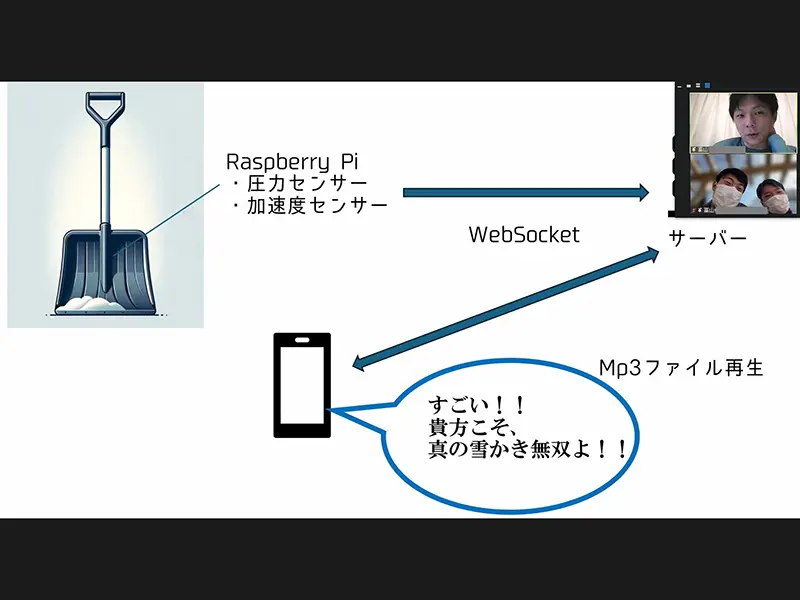 Raspberry Pi
・圧力センサー
・加速度センサー
WebSocket
サーバー
Mp3ファイル再生
すごい！！
貴方こそ、
真の雪かき無双よ！！
富山